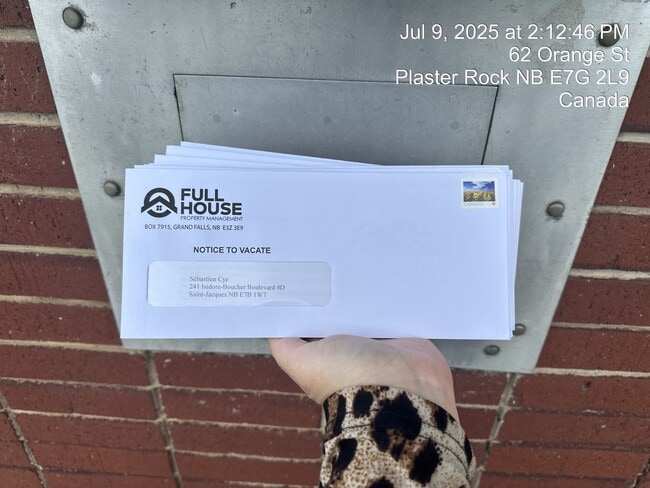 Jul 9, 2025 at 2:12:46 PM
62 Orange St
Plaster Rock NB E7G 2L9
Canada
FULL
HOUSE
PROPERTY MANAGEMENT
BOX 7915, GRAND FALLS, NB E3Z 3E9
NOTICE TO VACATE
Sébastien Cyr
241 Isidore-Boucher Boulevard #D
Saint-Jacques NB E7B 1W7